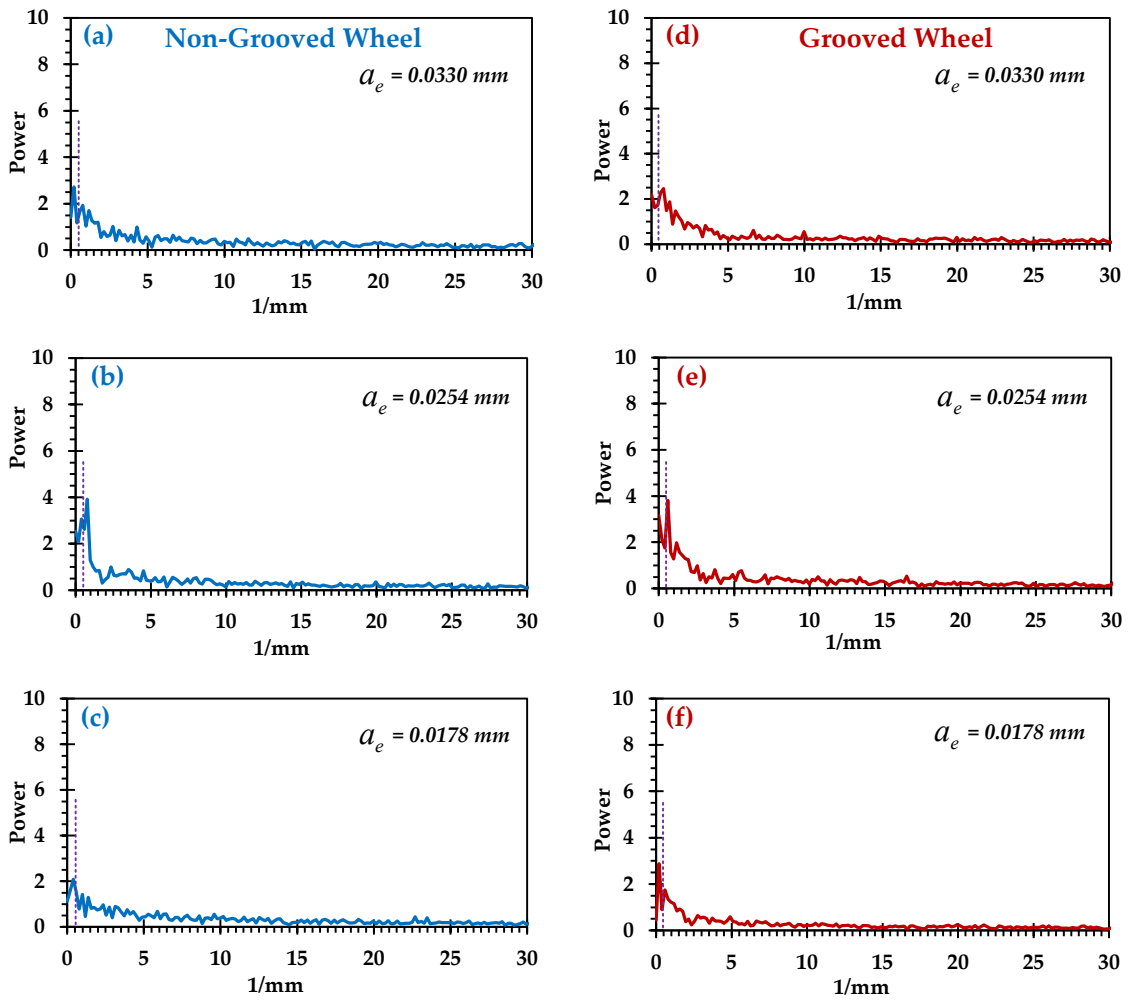 (a) Non-Grooved Wheel
a_e = 0.0330 mm
10
8
6
4
2
0
Power
0 5 10 15 20 25 30
1/mm
(d) Grooved Wheel
a_e = 0.0330 mm
10
8
6
4
2
0
Power
0 5 10 15 20 25 30
1/mm
(b)
a_e = 0.0254 mm
10
8
6
4
2
0
Power
0 5 10 15 20 25 30
1/mm
(e)
a_e = 0.0254 mm
10
8
6
4
2
0
Power
0 5 10 15 20 25 30
1/mm
(c)
a_e = 0.0178 mm
10
8
6
4
2
0
Power
0 5 10 15 20 25 30
1/mm
(f)
a_e = 0.0178 mm
10
8
6
4
2
0
Power
0 5 10 15 20 25 30
1/mm